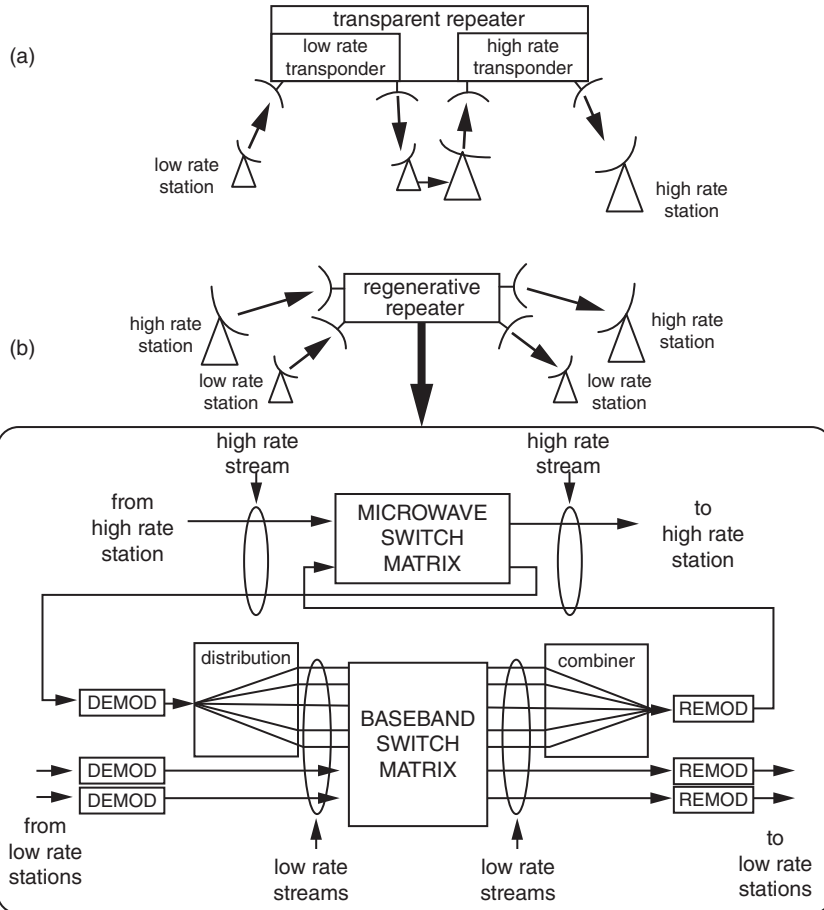 (a)
transparent repeater
low rate
transponder
high rate
transponder
low rate
station
high rate
station
(b)
regenerative
repeater
high rate
station
high rate
station
low rate
station
low rate
station
high rate
stream
high rate
stream
from
high rate
station
MICROWAVE
SWITCH
MATRIX
to
high rate
station
distribution
combiner
DEMOD
REMOD
BASEBAND
SWITCH
MATRIX
DEMOD
REMOD
DEMOD
REMOD
from
low rate
stations
low rate
streams
low rate
streams
to
low rate
stations